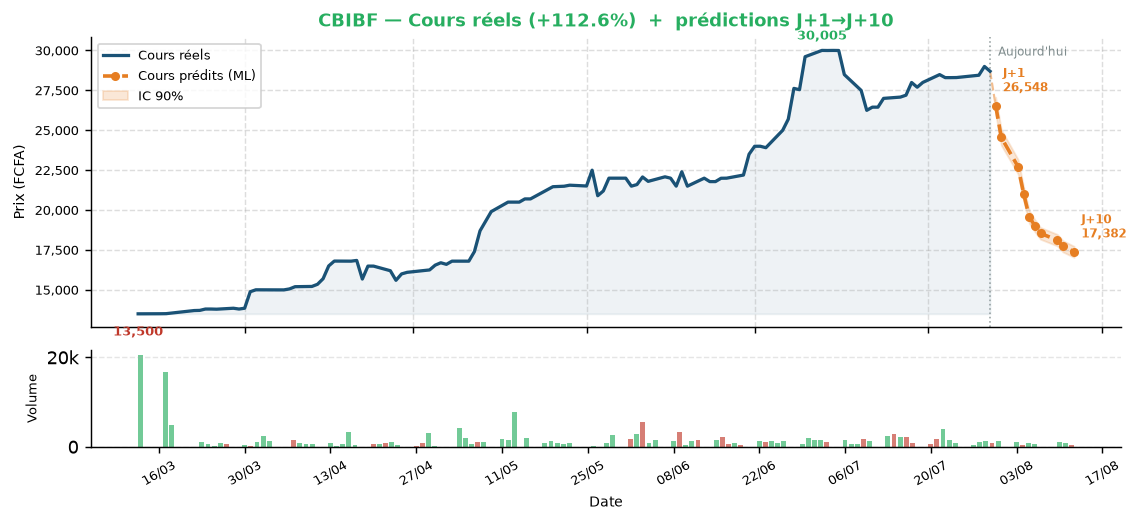 CBIBF — Cours réels (+112.6%)  +  prédictions J+1→J+10
30,005
Aujourd'hui
Cours réels
Cours prédits (ML)
IC 90%
J+1
26,548
J+10
17,382
13,500
Prix (FCFA)
30,000
27,500
25,000
22,500
20,000
17,500
15,000
Volume
20k
0
16/03
30/03
13/04
27/04
11/05
25/05
08/06
22/06
06/07
20/07
03/08
17/08
Date